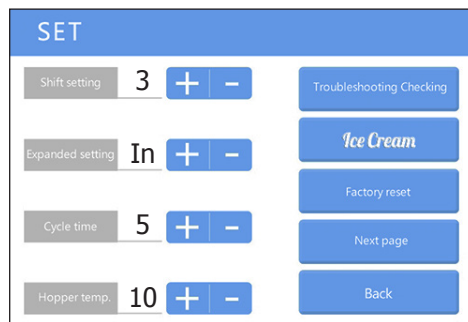 SET
Shift setting 3 + -
Troubleshooting Checking
Expanded setting In + -
Ice Cream
Factory reset
Cycle time 5 + -
Next page
Hopper temp. 10 + -
Back